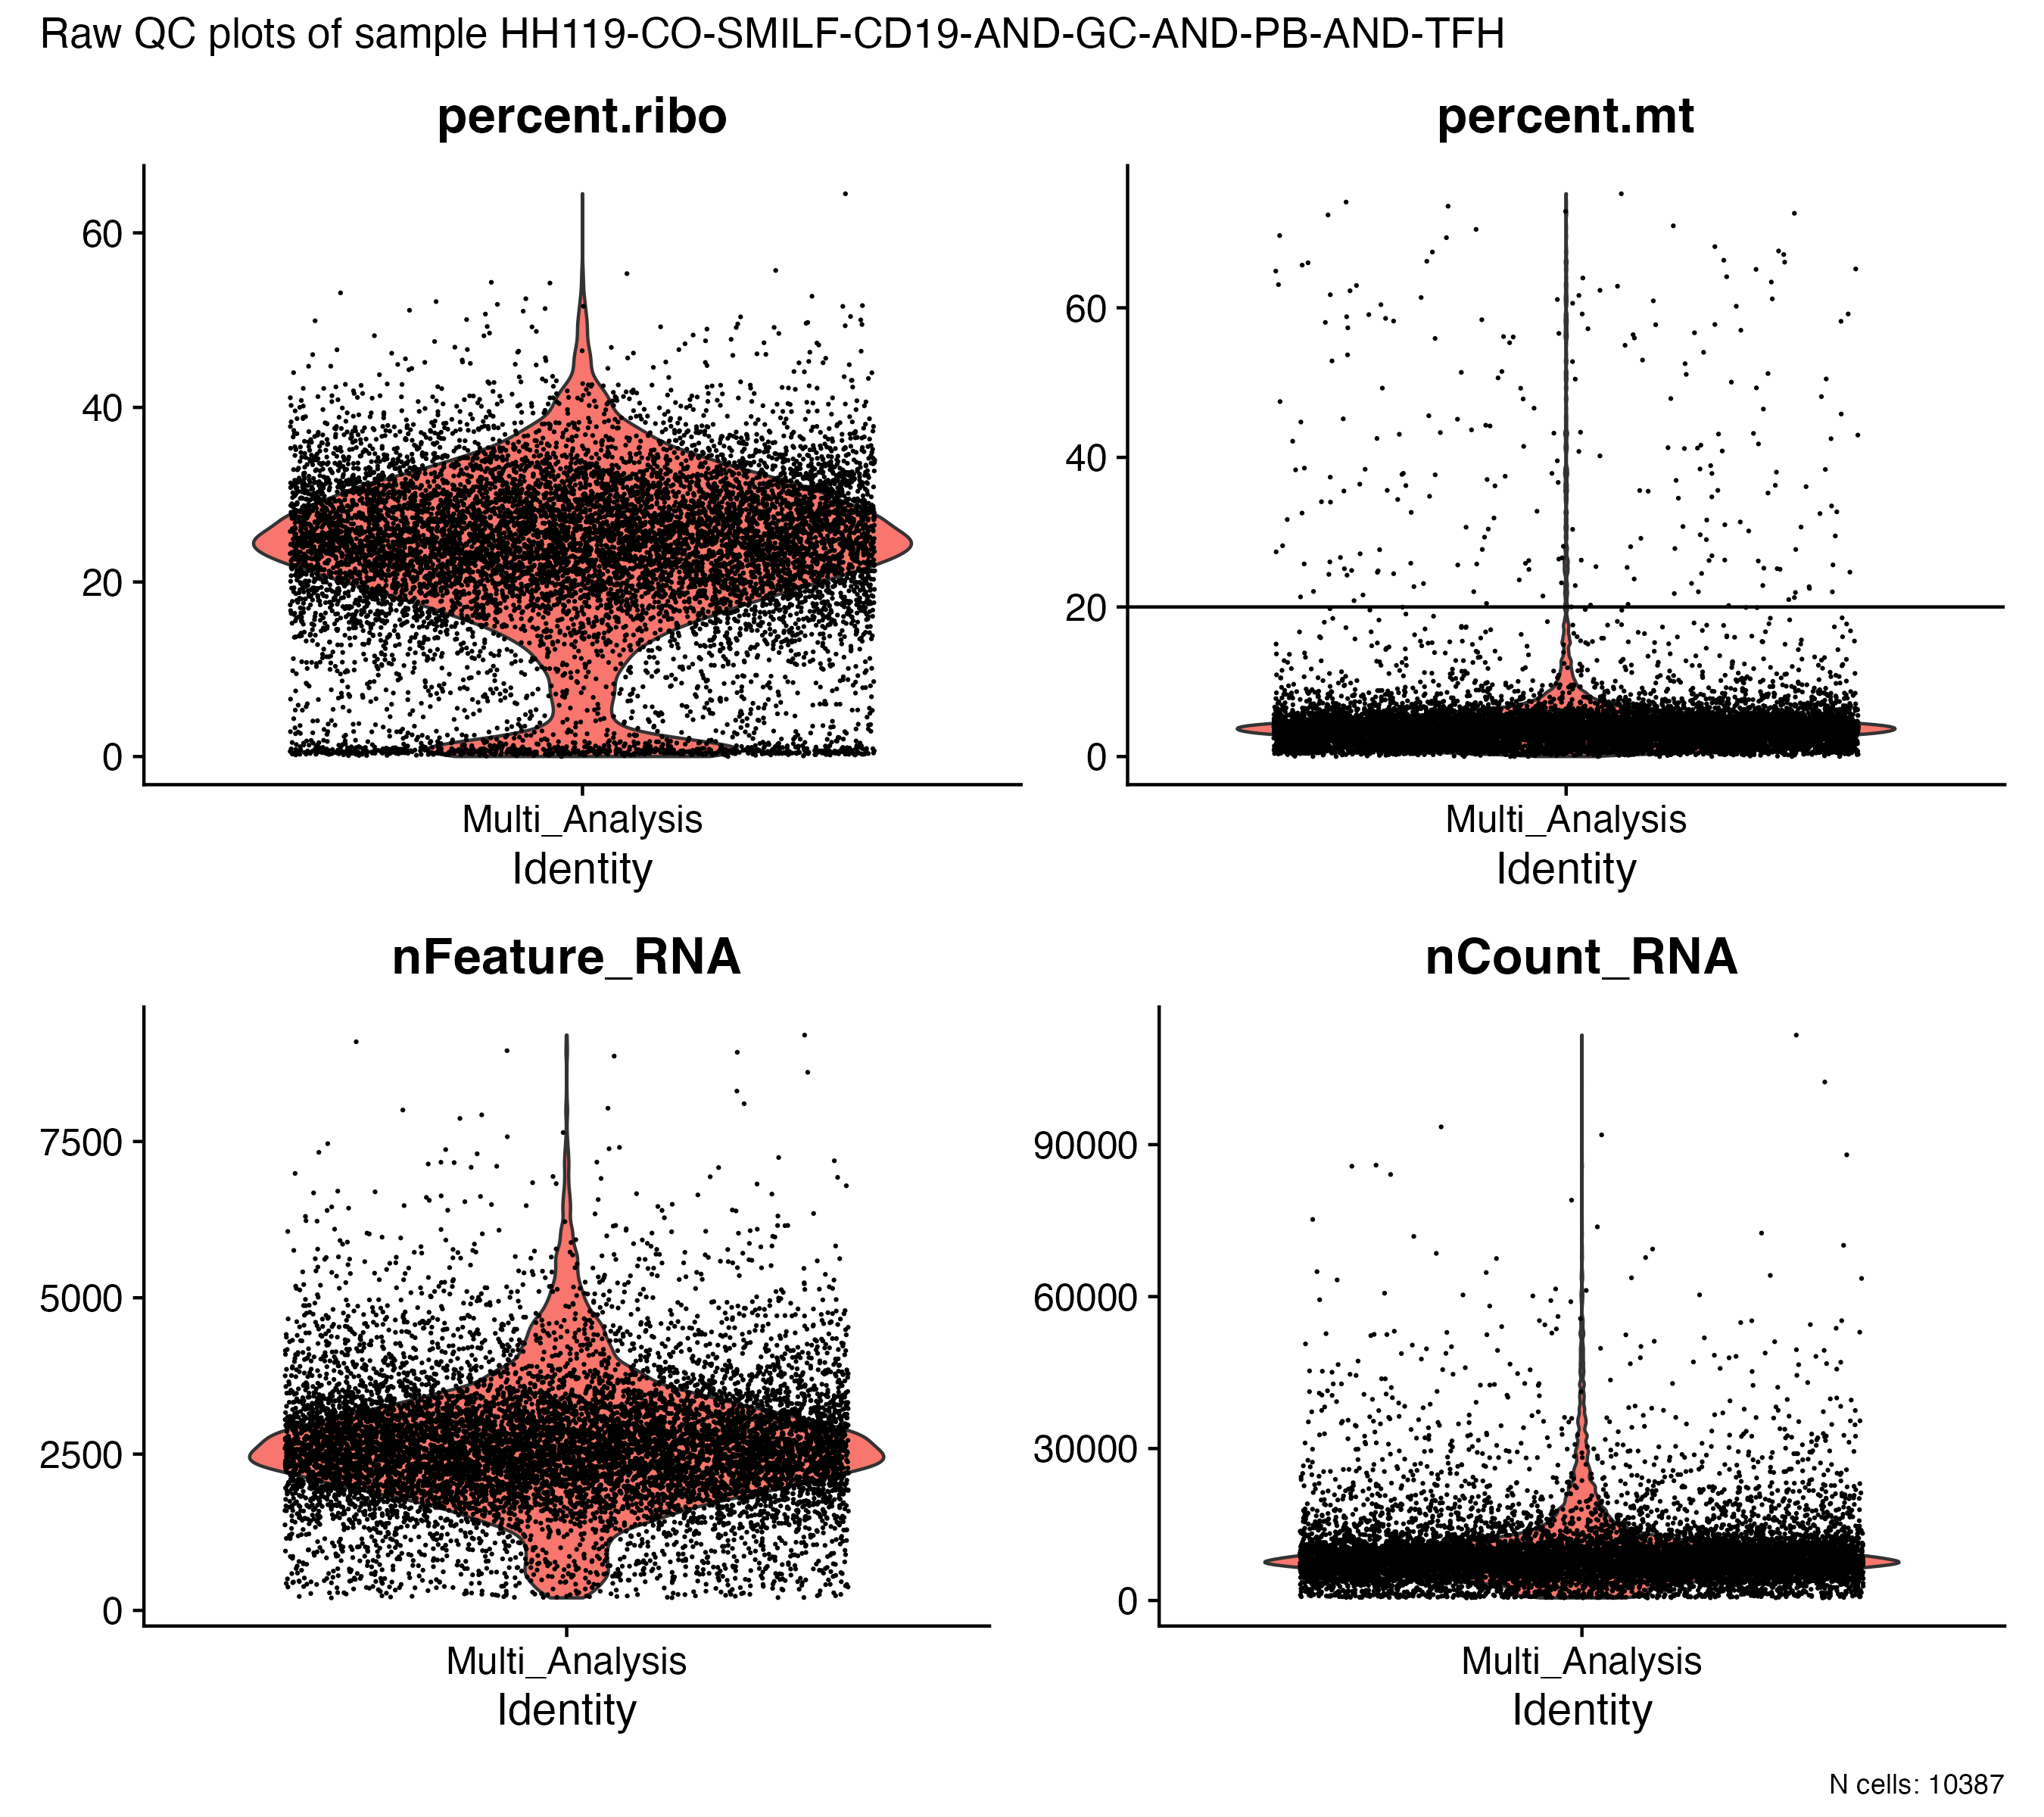 Raw QC plots of sample HH119-CO-SMILF-CD19-AND-GC-AND-PB-AND-TFH
percent.ribo
60
40
20
0
Multi_Analysis
Identity
percent.mt
60
40
20
0
Multi_Analysis
Identity
nFeature_RNA
7500
5000
2500
0
Multi_Analysis
Identity
nCount_RNA
90000
60000
30000
0
Multi_Analysis
Identity
N cells: 10387